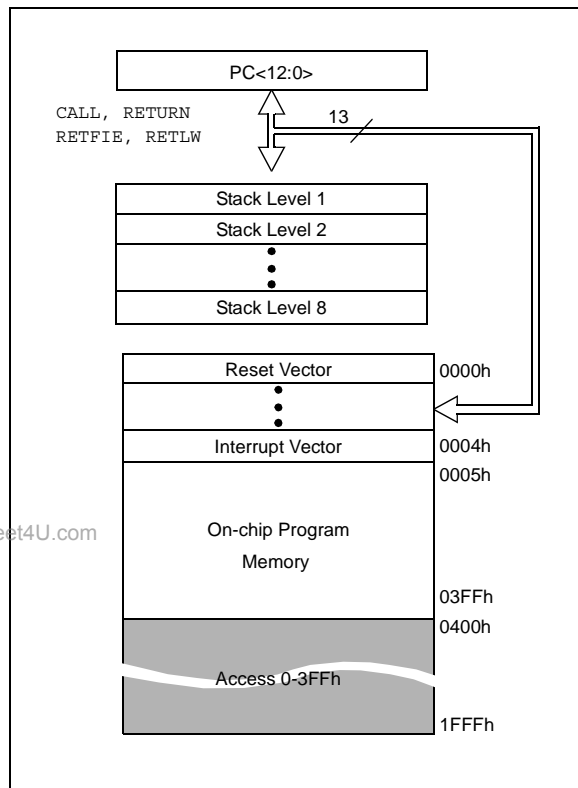 PC<12:0>
CALL, RETURN
RETFIE, RETLW
13
Stack Level 1
Stack Level 2
Stack Level 8
Reset Vector
0000h
Interrupt Vector
0004h
0005h
et4U.com
On-chip Program
Memory
03FFh
0400h
Access 0-3FFh
1FFFh